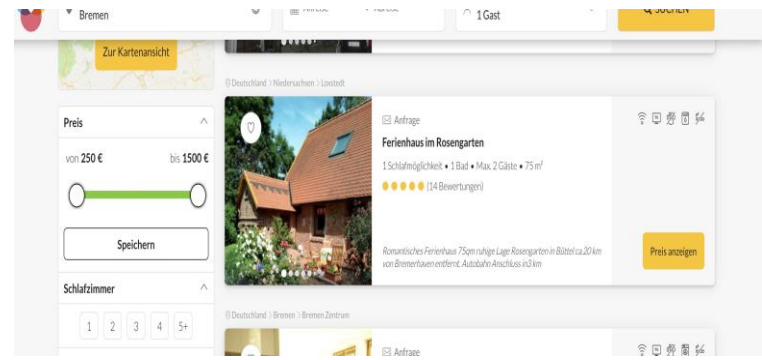 Bremen
Anreise
1 Gast
SUCHEN
Zur Kartenansicht
Deutschland > Niedersachsen > Loxstedt
Preis
von 250 € bis 1500 €
Speichern
Schlafzimmer
1 2 3 4 5+
Anfrage
Ferienhaus im Rosengarten
1 Schlafmöglichkeit • 1 Bad • Max. 2 Gäste • 75 m²
(14 Bewertungen)
Romantisches Ferienhaus 75qm ruhige Lage Rosengarten in Büttel ca.20 km
von Bremerhaven entfernt. Autobahn Anschluss in3 km
Preis anzeigen
Deutschland > Bremen > Bremen Zentrum
Anfrage